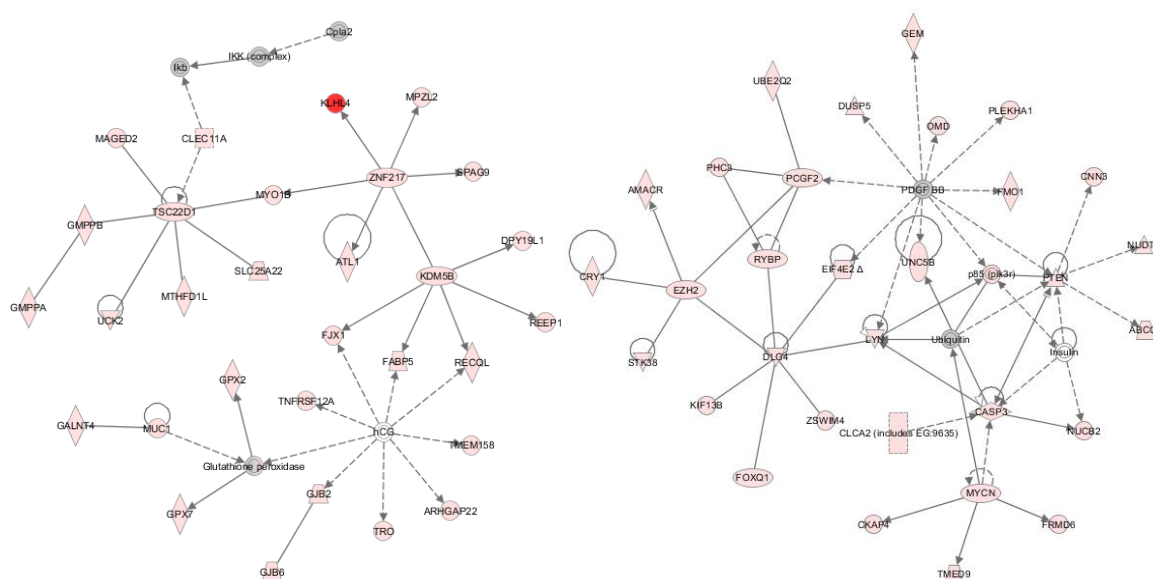 Cpla2
IKK (complex)
Ikb
KLHL4
MPZL2
MAGED2
CLEC11A
ZNF217
SPAG9
MYO1B
TSC22D1
GMPPB
ATL1
DPY19L1
SLC25A22
KDM5B
MTHFD1L
GMPPA
UCK2
REEP1
FJX1
FABP5
RECQL
GPX2
TNFRSF12A
GALNT4
MUC1
hCG
TMEM158
Glutathione peroxidase
GJB2
GPX7
ARHGAP22
TRO
GJB6
GEM
UBE2Q2
DUSP5
PLEKHA1
OMD
PHC3
PCGF2
CNN3
AMACR
PDGF BB
FMO1
NUDT
RYBP
EIF4E2
UNC5B
p85 (pik3r)
PTEN
CRY1
EZH2
ABCC
LYN
Ubiquitin
Insulin
STK38
DLG4
KIF13B
ZSWIM4
CASP3
CLCA2 (includes EG:9635)
NUCB2
FOXQ1
MYCN
CKAP4
FRMD6
TMED9